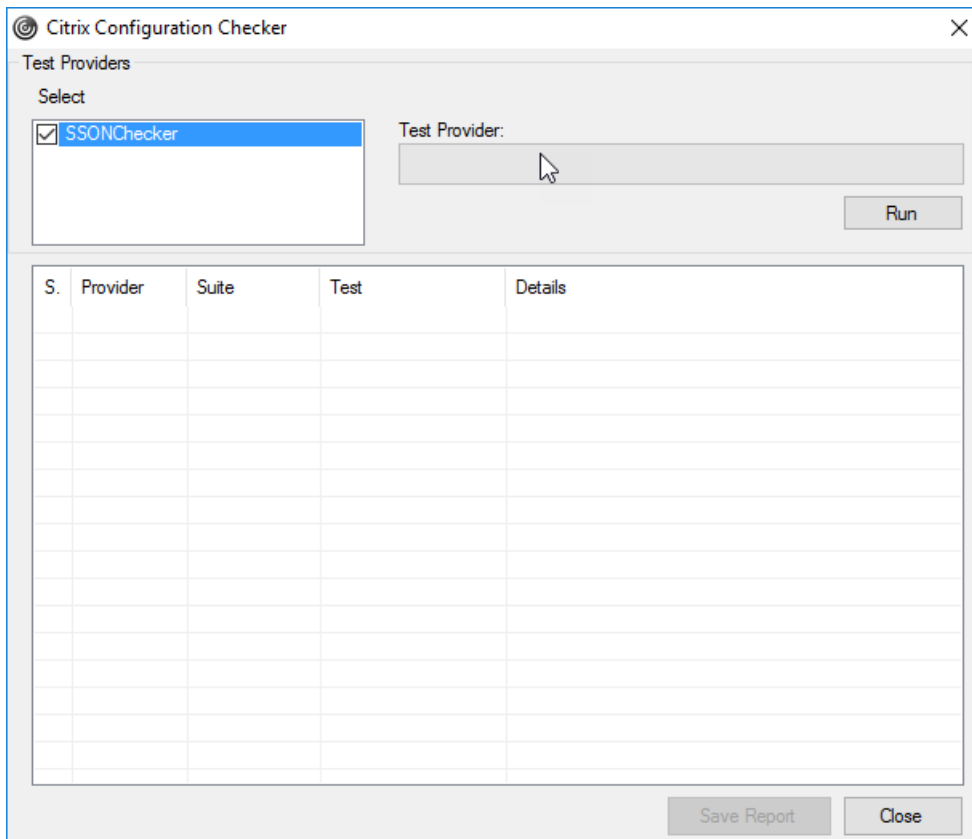 Citrix Configuration Checker
Test Providers
Select
SSONChecker
Test Provider:
Run
S. Provider Suite Test Details
Save Report Close